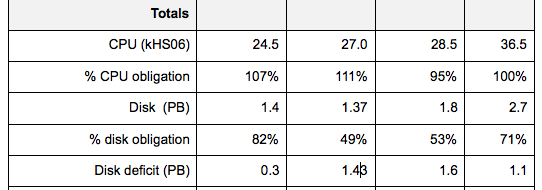 Totals
CPU (kHS06) 24.5 27.0 28.5 36.5
% CPU obligation 107% 111% 95% 100%
Disk (PB) 1.4 1.37 1.8 2.7
% disk obligation 82% 49% 53% 71%
Disk deficit (PB) 0.3 1.43 1.6 1.1